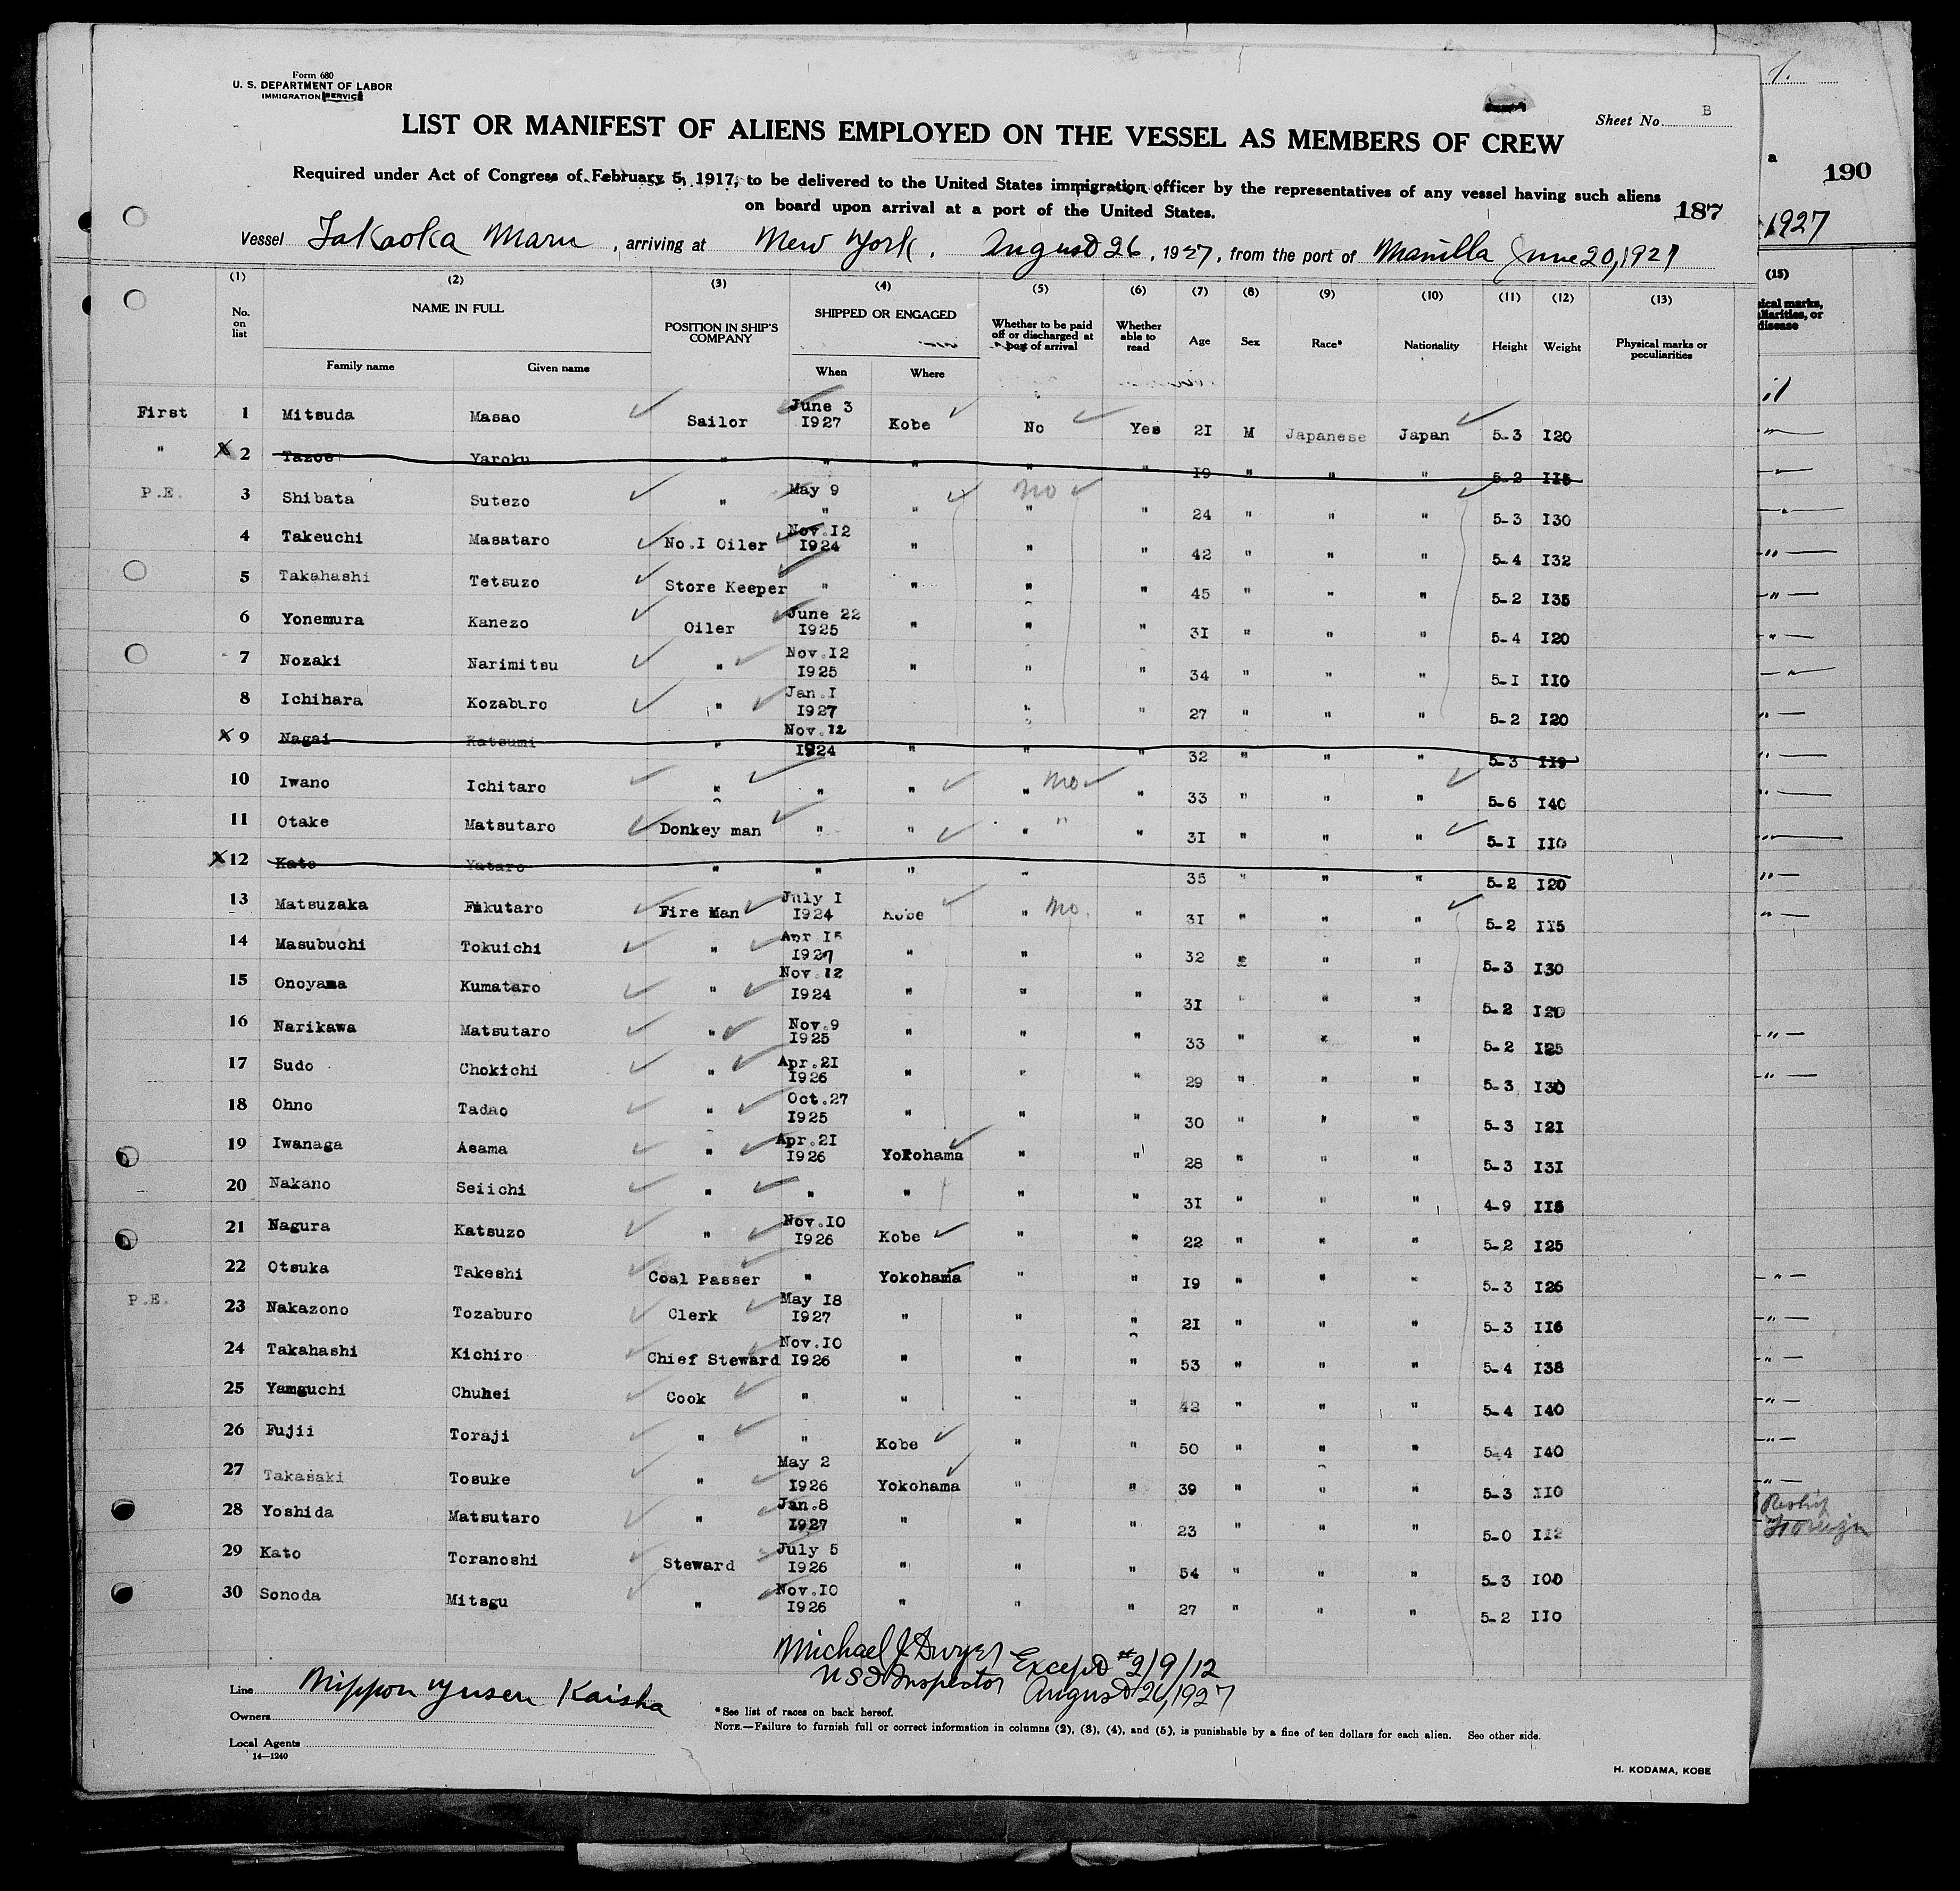 Form 680
U. S. DEPARTMENT OF LABOR
IMMIGRATION SERVICE
Sheet No. B
LIST OR MANIFEST OF ALIENS EMPLOYED ON THE VESSEL AS MEMBERS OF CREW
Required under Act of Congress of February 5, 1917, to be delivered to the United States immigration officer by the representatives of any vessel having such aliens
on board upon arrival at a port of the United States.
187
190
Vessel Takaoka Maru, arriving at New York, August 26, 1927, from the port of Manilla June 20, 1927
1927
(1) (2) (3) (4) (5) (6) (7) (8) (9) (10) (11) (12) (13) (15)
No. on list NAME IN FULL POSITION IN SHIP'S COMPANY SHIPPED OR ENGAGED Whether to be paid off or discharged at port of arrival Whether able to read Age Sex Race* Nationality Height Weight Physical marks or peculiarities
Family name Given name When Where
First 1 Mitsuda Masao Sailor June 3 1927 Kobe No Yes 21 M Japanese Japan 5-3 120
" X 2 Tazoe Yaroku " " " " " 19 " " " 5-2 115
P.E. 3 Shibata Sutezo " May 9 " " " No " 24 " " " 5-3 130
4 Takeuchi Masataro No.1 Oiler Nov.12 1924 " " " 42 " " " 5-4 132
5 Takahashi Tetsuzo Store Keeper " " " " 45 " " " 5-2 135
6 Yonemura Kanezo Oiler June 22 1925 " " " 31 " " " 5-4 120
7 Nozaki Narimitsu " Nov.12 1925 " " " 34 " " " 5-1 110
8 Ichihara Kozaburo " Jan.1 1927 " " 27 " " " 5-2 120
X 9 Nagai Katsumi " Nov.12 1924 " " " 32 " " " 5-3 119
10 Iwano Ichitaro " " " " No " 33 " " " 5-6 140
11 Otake Matsutaro Donkey man " " " " " 31 " " " 5-1 110
X 12 Kato Yataro " " " " 35 " " " 5-2 120
13 Matsuzaka Fukutaro Fire Man July 1 1924 Kobe " No. " 31 " " " 5-2 115
14 Masubuchi Tokuichi " Apr 15 1927 " " " 32 " " " 5-3 130
15 Onoyama Kumataro " Nov.12 1924 " " " 31 " " " 5-2 120
16 Narikawa Matsutaro " Nov.9 1925 " " " 33 " " " 5-2 125
17 Sudo Chokichi " Apr.21 1926 " " " 29 " " " 5-3 130
18 Ohno Tadao " Oct.27 1925 " " " 30 " " " 5-3 121
19 Iwanaga Asama " Apr.21 1926 Yokohama " " 28 " " " 5-3 131
20 Nakano Seiichi " " " " " 31 " " " 4-9 115
21 Nagura Katsuzo " Nov.10 1926 Kobe " " 22 " " " 5-2 125
22 Otsuka Takeshi Coal Passer " Yokohama " " 19 " " " 5-3 126
P.E. 23 Nakazono Tozaburo Clerk May 18 1927 " " " 21 " " " 5-3 116
24 Takahashi Kichiro Chief Steward Nov.10 1926 " " " 53 " " " 5-4 138
25 Yamguchi Chuhei Cook " " " " 42 " " " 5-4 140
26 Fujii Toraji " " Kobe " " 50 " " " 5-4 140
27 Takasaki Tosuke " May 2 1926 Yokohama " " 39 " " " 5-3 110
28 Yoshida Matsutaro " Jan.8 1927 " " " 23 " " " 5-0 112
29 Kato Toranoshi Steward July 5 1926 " " " 54 " " " 5-3 100
30 Sonoda Mitsgu " Nov.10 1926 " " " 27 " " " 5-2 110
Reship
Foreign
Michael J Dwyer Except #2/9/12
U S I Inspector August 26, 1927
Line Nippon Yusen Kaisha
Owners
Local Agents
14—1240
*See list of races on back hereof.
NOTE.—Failure to furnish full or correct information in columns (2), (3), (4), and (5), is punishable by a fine of ten dollars for each alien. See other side.
H. KODAMA, KOBE